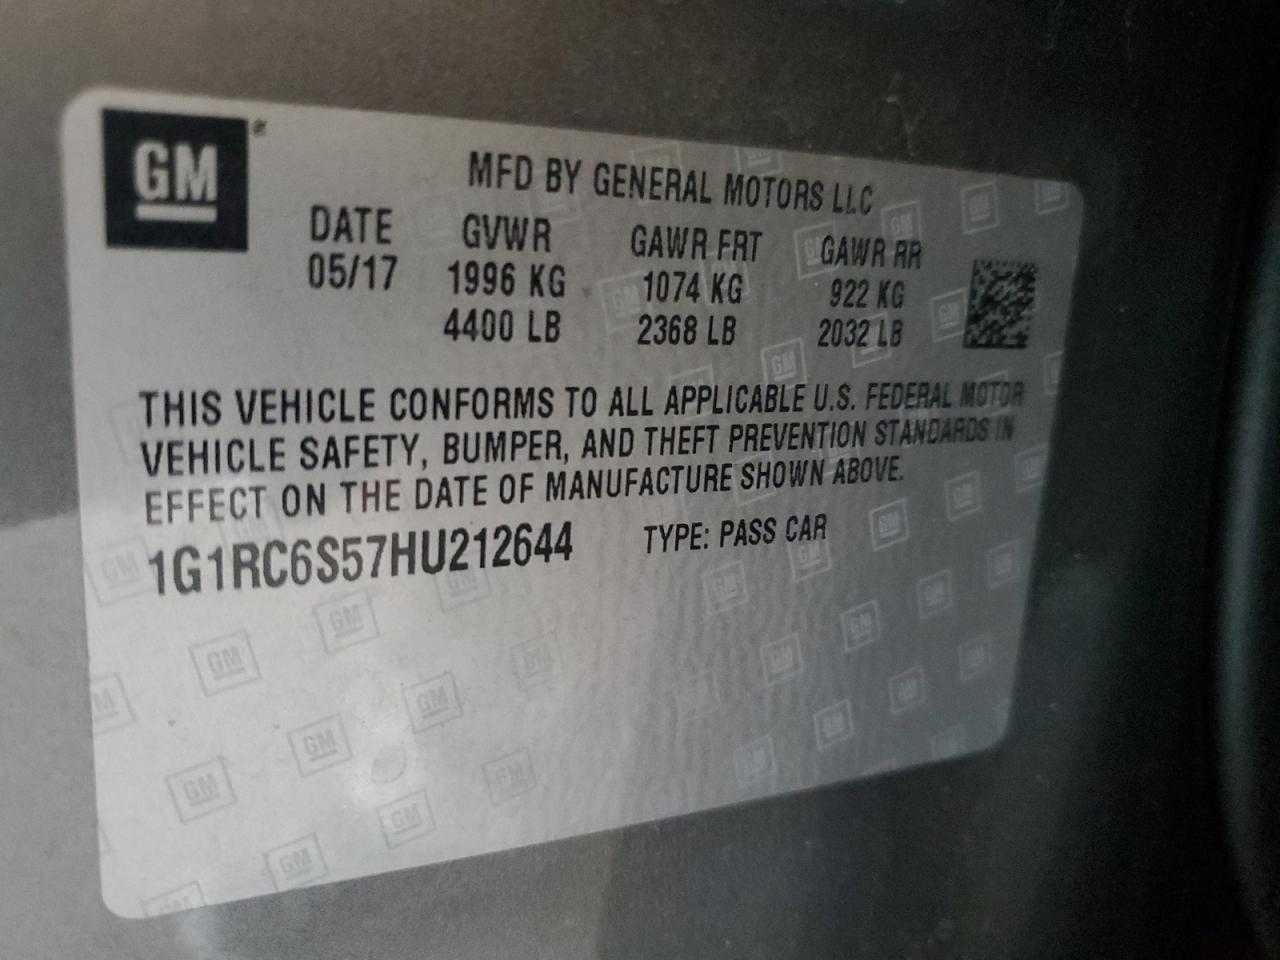 GM
MFD BY GENERAL MOTORS LLC
DATE GVWR GAWR FRT GAWR RR
05/17 1996 KG 1074 KG 922 KG
4400 LB 2368 LB 2032 LB
THIS VEHICLE CONFORMS TO ALL APPLICABLE U.S. FEDERAL MOTOR
VEHICLE SAFETY, BUMPER, AND THEFT PREVENTION STANDARDS IN
EFFECT ON THE DATE OF MANUFACTURE SHOWN ABOVE.
1G1RC6S57HU212644 TYPE: PASS CAR